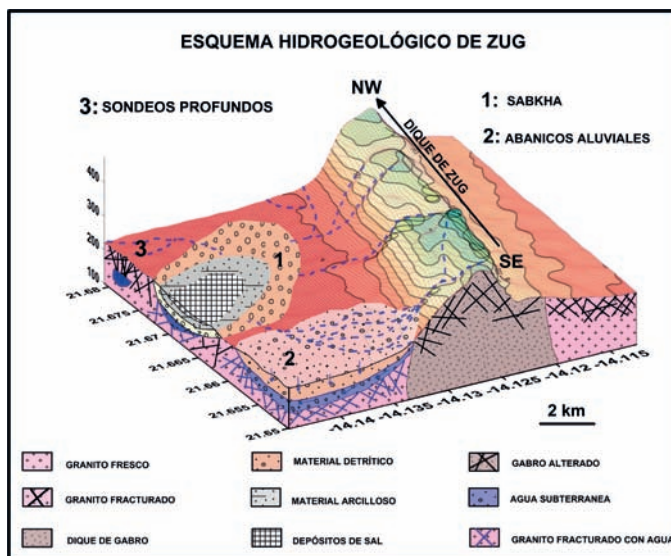 ESQUEMA HIDROGEOLÓGICO DE ZUG
3: SONDEOS PROFUNDOS
NW
1: SABKHA
2: ABANICOS ALUVIALES
DIQUE DE ZUG
SE
400
300
200
100
3
1
2
21.68
21.675
21.67
21.665
21.66
21.655
21.65
-14.14
-14.135
-14.13
-14.125
-14.12
-14.115
2 km
GRANITO FRESCO
MATERIAL DETRÍTICO
GABRO ALTERADO
GRANITO FRACTURADO
MATERIAL ARCILLOSO
AGUA SUBTERRANEA
DIQUE DE GABRO
DEPÓSITOS DE SAL
GRANITO FRACTURADO CON AGUA